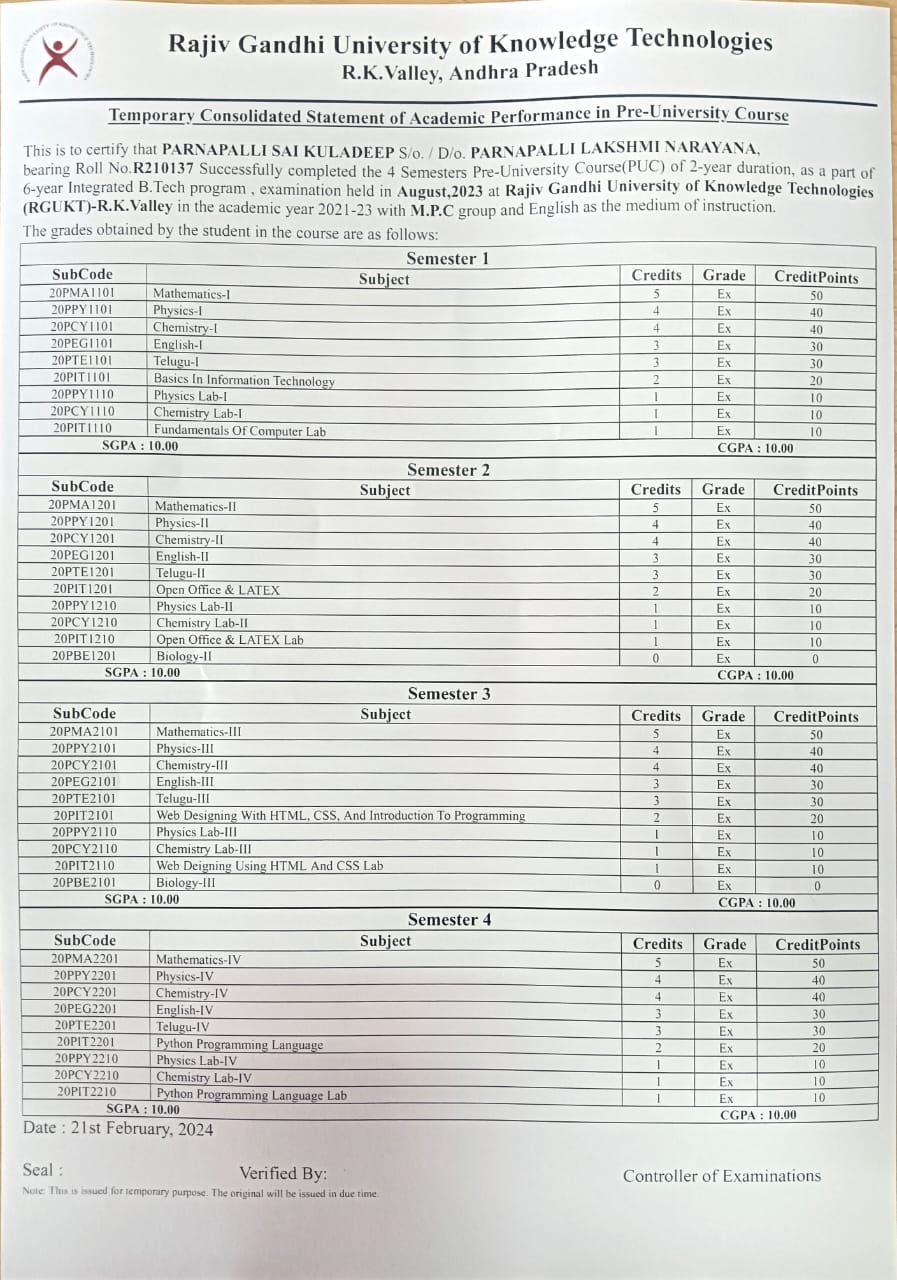 Rajiv Gandhi University of Knowledge Technologies
R.K.Valley, Andhra Pradesh
Temporary Consolidated Statement of Academic Performance in Pre-University Course
This is to certify that PARNAPALLI SAI KULADEEP S/o. / D/o. PARNAPALLI LAKSHMI NARAYANA,
bearing Roll No.R210137 Successfully completed the 4 Semesters Pre-University Course(PUC) of 2-year duration, as a part of
6-year Integrated B.Tech program , examination held in August,2023 at Rajiv Gandhi University of Knowledge Technologies
(RGUKT)-R.K.Valley in the academic year 2021-23 with M.P.C group and English as the medium of instruction.
The grades obtained by the student in the course are as follows:
Semester 1
SubCode Subject Credits Grade CreditPoints
20PMA1101 Mathematics-I 5 Ex 50
20PPY1101 Physics-I 4 Ex 40
20PCY1101 Chemistry-I 4 Ex 40
20PEG1101 English-I 3 Ex 30
20PTE1101 Telugu-I 3 Ex 30
20PIT1101 Basics In Information Technology 2 Ex 20
20PPY1110 Physics Lab-I 1 Ex 10
20PCY1110 Chemistry Lab-I 1 Ex 10
20PIT1110 Fundamentals Of Computer Lab 1 Ex 10
SGPA : 10.00 CGPA : 10.00
Semester 2
SubCode Subject Credits Grade CreditPoints
20PMA1201 Mathematics-II 5 Ex 50
20PPY1201 Physics-II 4 Ex 40
20PCY1201 Chemistry-II 4 Ex 40
20PEG1201 English-II 3 Ex 30
20PTE1201 Telugu-II 3 Ex 30
20PIT1201 Open Office & LATEX 2 Ex 20
20PPY1210 Physics Lab-II 1 Ex 10
20PCY1210 Chemistry Lab-II 1 Ex 10
20PIT1210 Open Office & LATEX Lab 1 Ex 10
20PBE1201 Biology-II 0 Ex 0
SGPA : 10.00 CGPA : 10.00
Semester 3
SubCode Subject Credits Grade CreditPoints
20PMA2101 Mathematics-III 5 Ex 50
20PPY2101 Physics-III 4 Ex 40
20PCY2101 Chemistry-III 4 Ex 40
20PEG2101 English-III 3 Ex 30
20PTE2101 Telugu-III 3 Ex 30
20PIT2101 Web Designing With HTML, CSS, And Introduction To Programming 2 Ex 20
20PPY2110 Physics Lab-III 1 Ex 10
20PCY2110 Chemistry Lab-III 1 Ex 10
20PIT2110 Web Deigning Using HTML And CSS Lab 1 Ex 10
20PBE2101 Biology-III 0 Ex 0
SGPA : 10.00 CGPA : 10.00
Semester 4
SubCode Subject Credits Grade CreditPoints
20PMA2201 Mathematics-IV 5 Ex 50
20PPY2201 Physics-IV 4 Ex 40
20PCY2201 Chemistry-IV 4 Ex 40
20PEG2201 English-IV 3 Ex 30
20PTE2201 Telugu-IV 3 Ex 30
20PIT2201 Python Programming Language 2 Ex 20
20PPY2210 Physics Lab-IV 1 Ex 10
20PCY2210 Chemistry Lab-IV 1 Ex 10
20PIT2210 Python Programming Language Lab 1 Ex 10
SGPA : 10.00 CGPA : 10.00
Date : 21st February, 2024
Seal : Verified By: Controller of Examinations
Note: This is issued for temporary purpose. The original will be issued in due time.